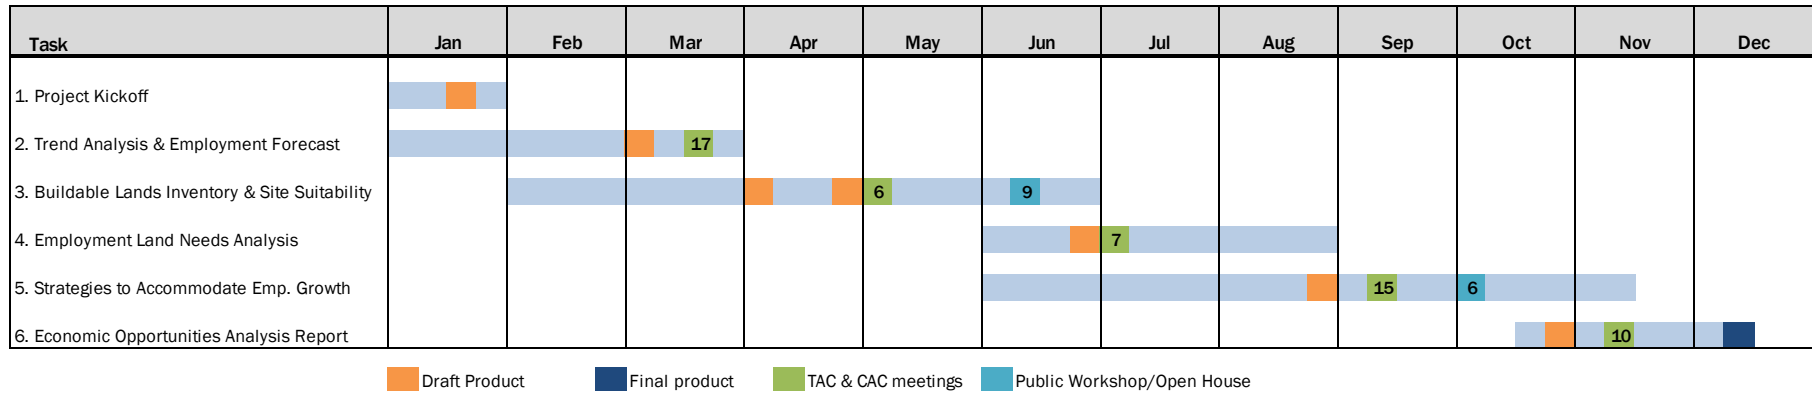 Task Jan Feb Mar Apr May Jun Jul Aug Sep Oct Nov Dec
1. Project Kickoff
2. Trend Analysis & Employment Forecast 17
3. Buildable Lands Inventory & Site Suitability 6 9
4. Employment Land Needs Analysis 7
5. Strategies to Accommodate Emp. Growth 15 6
6. Economic Opportunities Analysis Report 10
Draft Product Final product TAC & CAC meetings Public Workshop/Open House